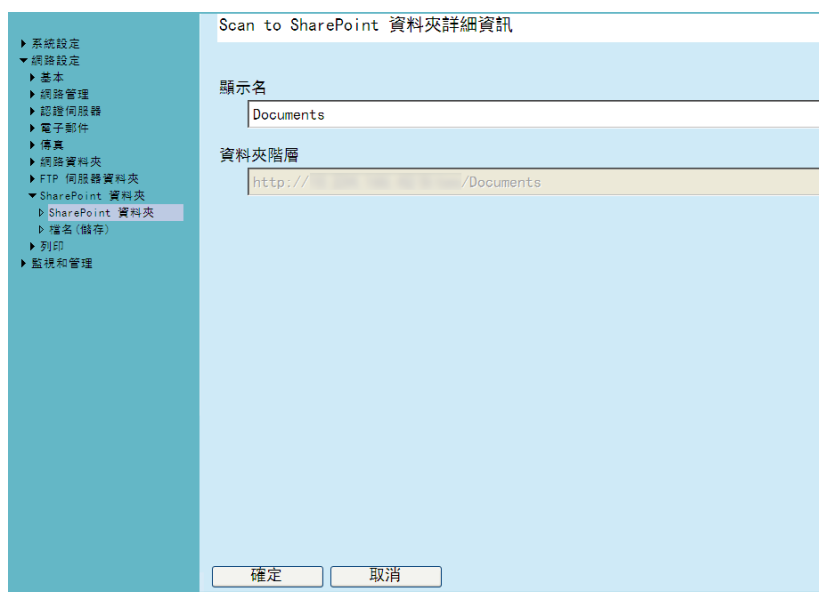 Scan to SharePoint 資料夾詳細資訊
系統設定
網路設定
基本
網路管理
認證伺服器
電子郵件
傳真
網路資料夾
FTP 伺服器資料夾
SharePoint 資料夾
SharePoint 資料夾
檔名(儲存)
列印
監視和管理
顯示名
Documents
資料夾階層
http:// /Documents
確定
取消